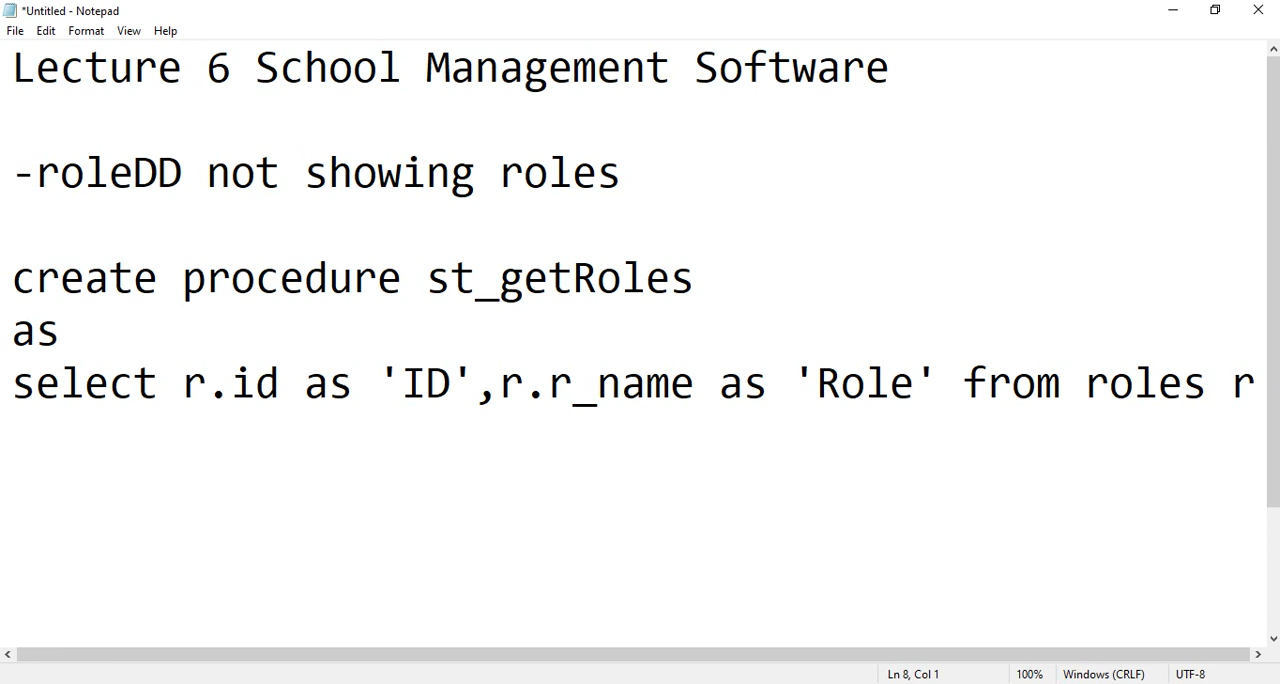 *Untitled - Notepad
File Edit Format View Help
Lecture 6 School Management Software
-roleDD not showing roles
create procedure st_getRoles
as
select r.id as 'ID',r.r_name as 'Role' from roles r
Ln 8, Col 1 100% Windows (CRLF) UTF-8